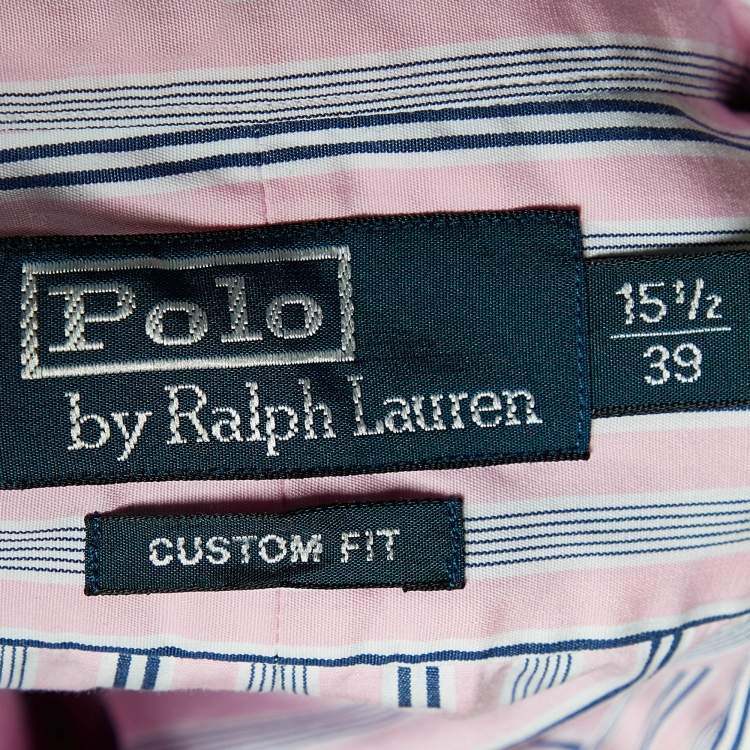 Polo
by Ralph Lauren
15 1/2
39
CUSTOM FIT